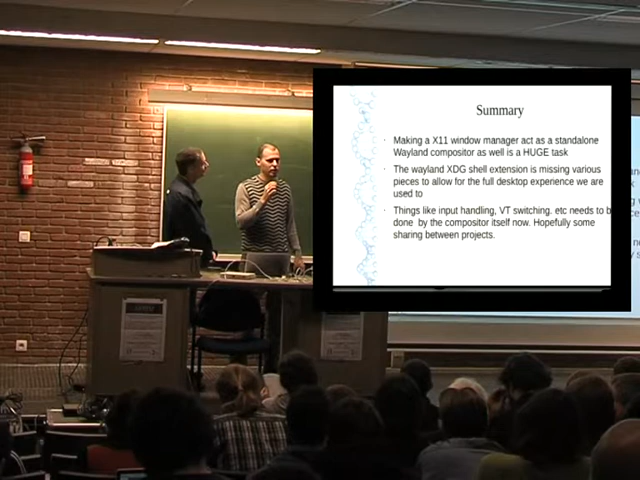 Summary
Making a X11 window manager act as a standalone
Wayland compositor as well is a HUGE task
The wayland XDG shell extension is missing various
pieces to allow for the full desktop experience we are
used to
Things like input handling, VT switching. etc needs to b
done by the compositor itself now. Hopefully some
sharing between projects.